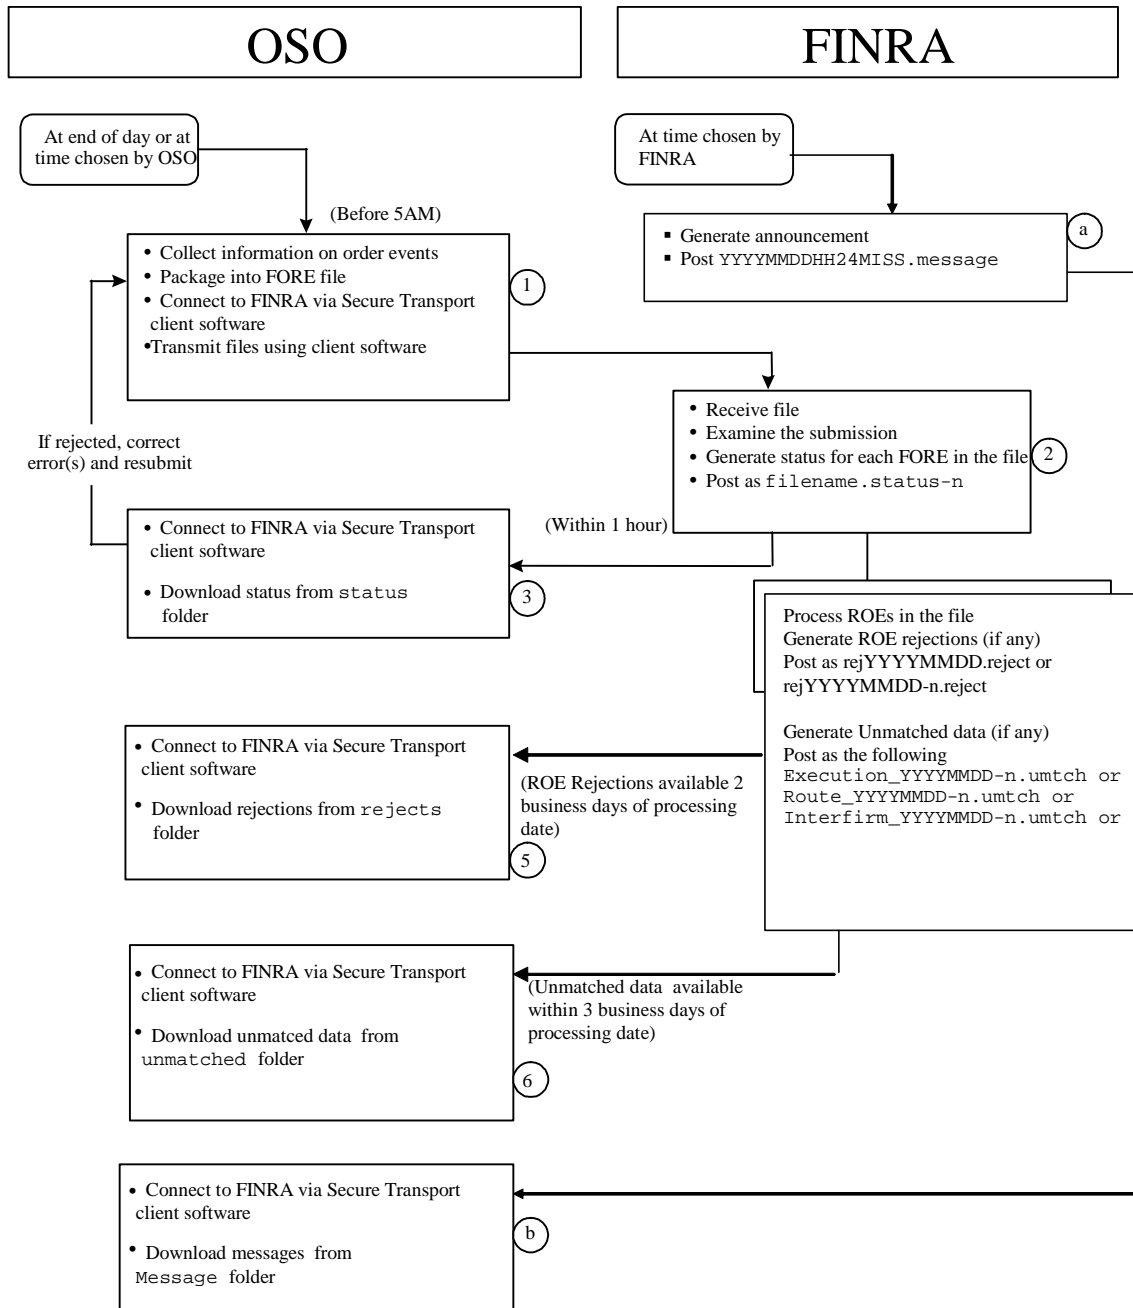 OSO
FINRA
At end of day or at
time chosen by OSO
At time chosen by
FINRA
(Before 5AM)
• Collect information on order events
• Package into FORE file
• Connect to FINRA via Secure Transport
client software
•Transmit files using client software
1
▪ Generate announcement
▪ Post YYYYMMDDHH24MISS.message
a
• Receive file
• Examine the submission
• Generate status for each FORE in the file
• Post as filename.status-n
2
If rejected, correct
error(s) and resubmit
(Within 1 hour)
• Connect to FINRA via Secure Transport
client software
• Download status from status
folder
3
Process ROEs in the file
Generate ROE rejections (if any)
Post as rejYYYYMMDD.reject or
rejYYYYMMDD-n.reject
Generate Unmatched data (if any)
Post as the following
Execution_YYYYMMDD-n.umtch or
Route_YYYYMMDD-n.umtch or
Interfirm_YYYYMMDD-n.umtch or
• Connect to FINRA via Secure Transport
client software
• Download rejections from rejects
folder
5
(ROE Rejections available 2
business days of processing
date)
• Connect to FINRA via Secure Transport
client software
• Download unmatced data from
unmatched folder
6
(Unmatched data available
within 3 business days of
processing date)
• Connect to FINRA via Secure Transport
client software
• Download messages from
Message folder
b